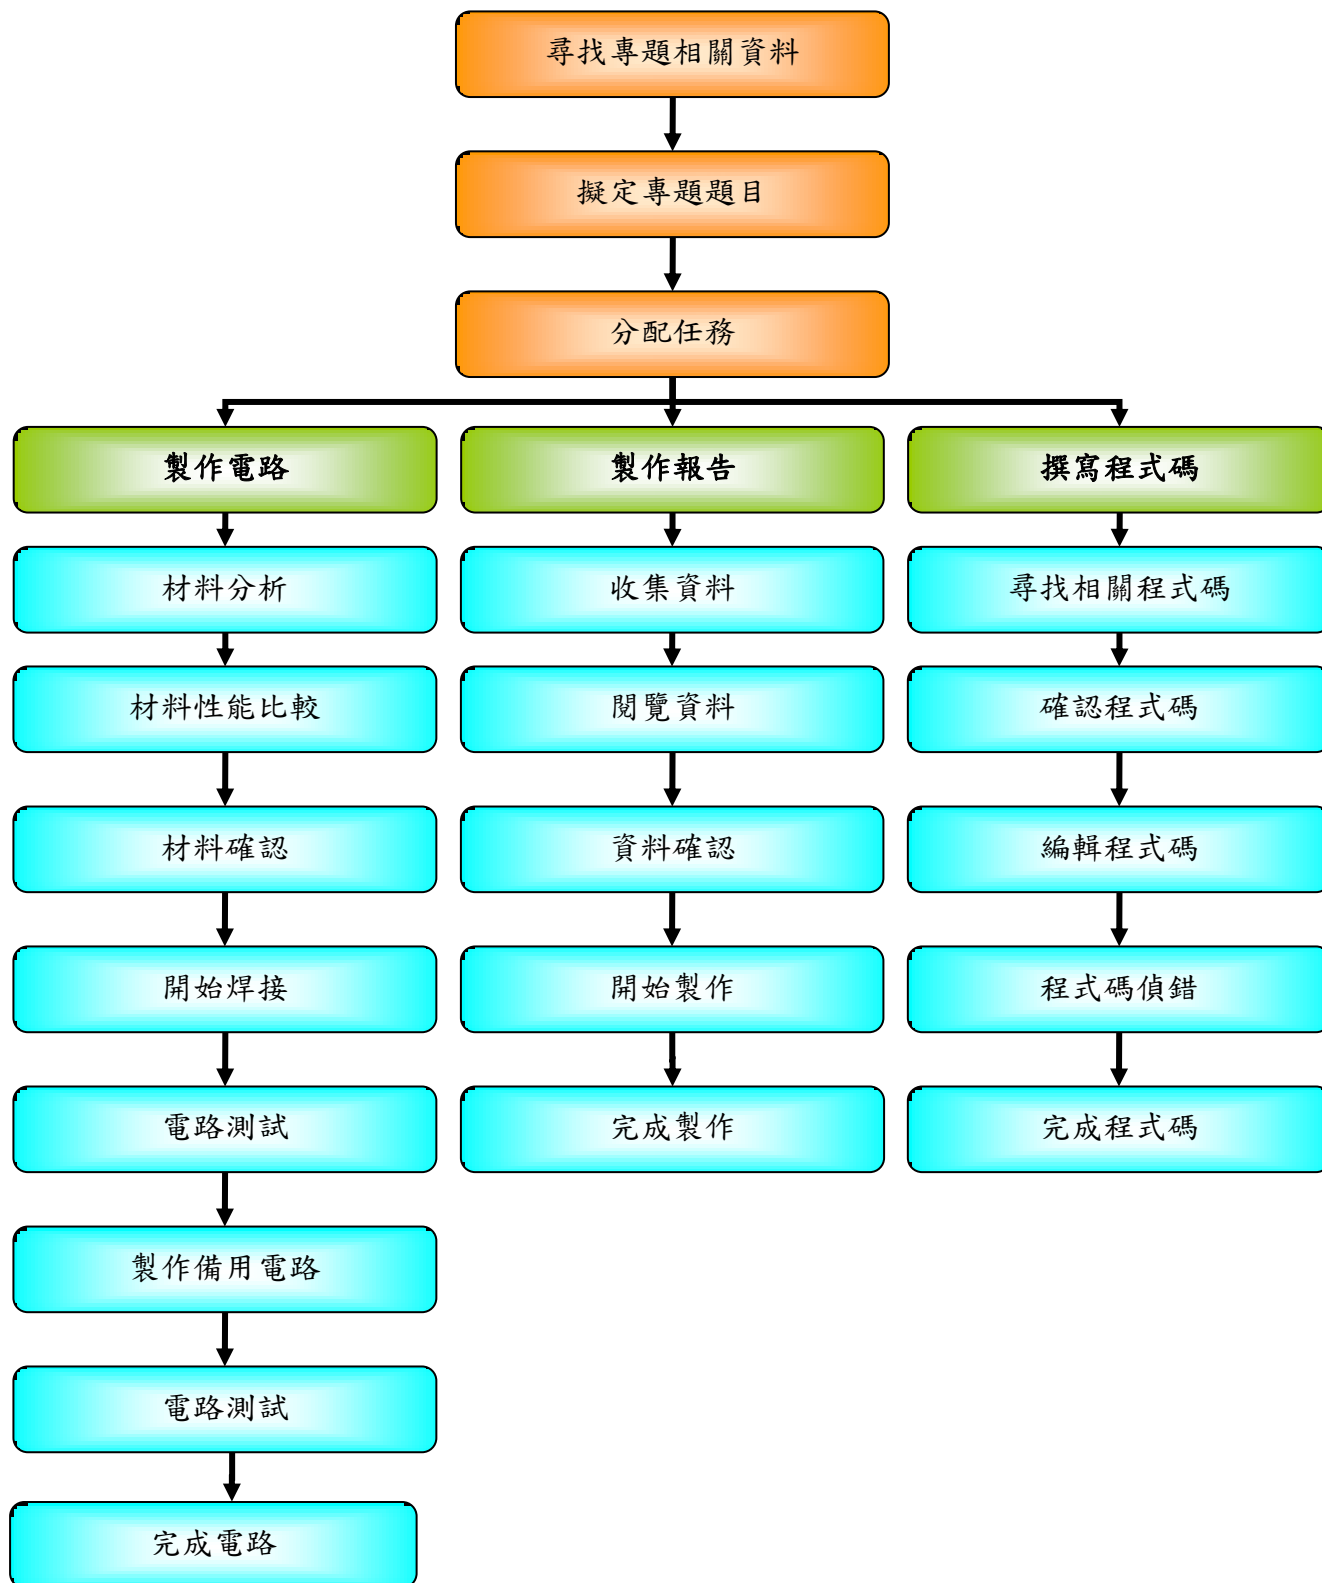 尋找專題相關資料
擬定專題題目
分配任務
製作電路
製作報告
撰寫程式碼
材料分析
收集資料
尋找相關程式碼
材料性能比較
閱覽資料
確認程式碼
材料確認
資料確認
編輯程式碼
開始焊接
開始製作
程式碼偵錯
電路測試
完成製作
完成程式碼
製作備用電路
電路測試
完成電路